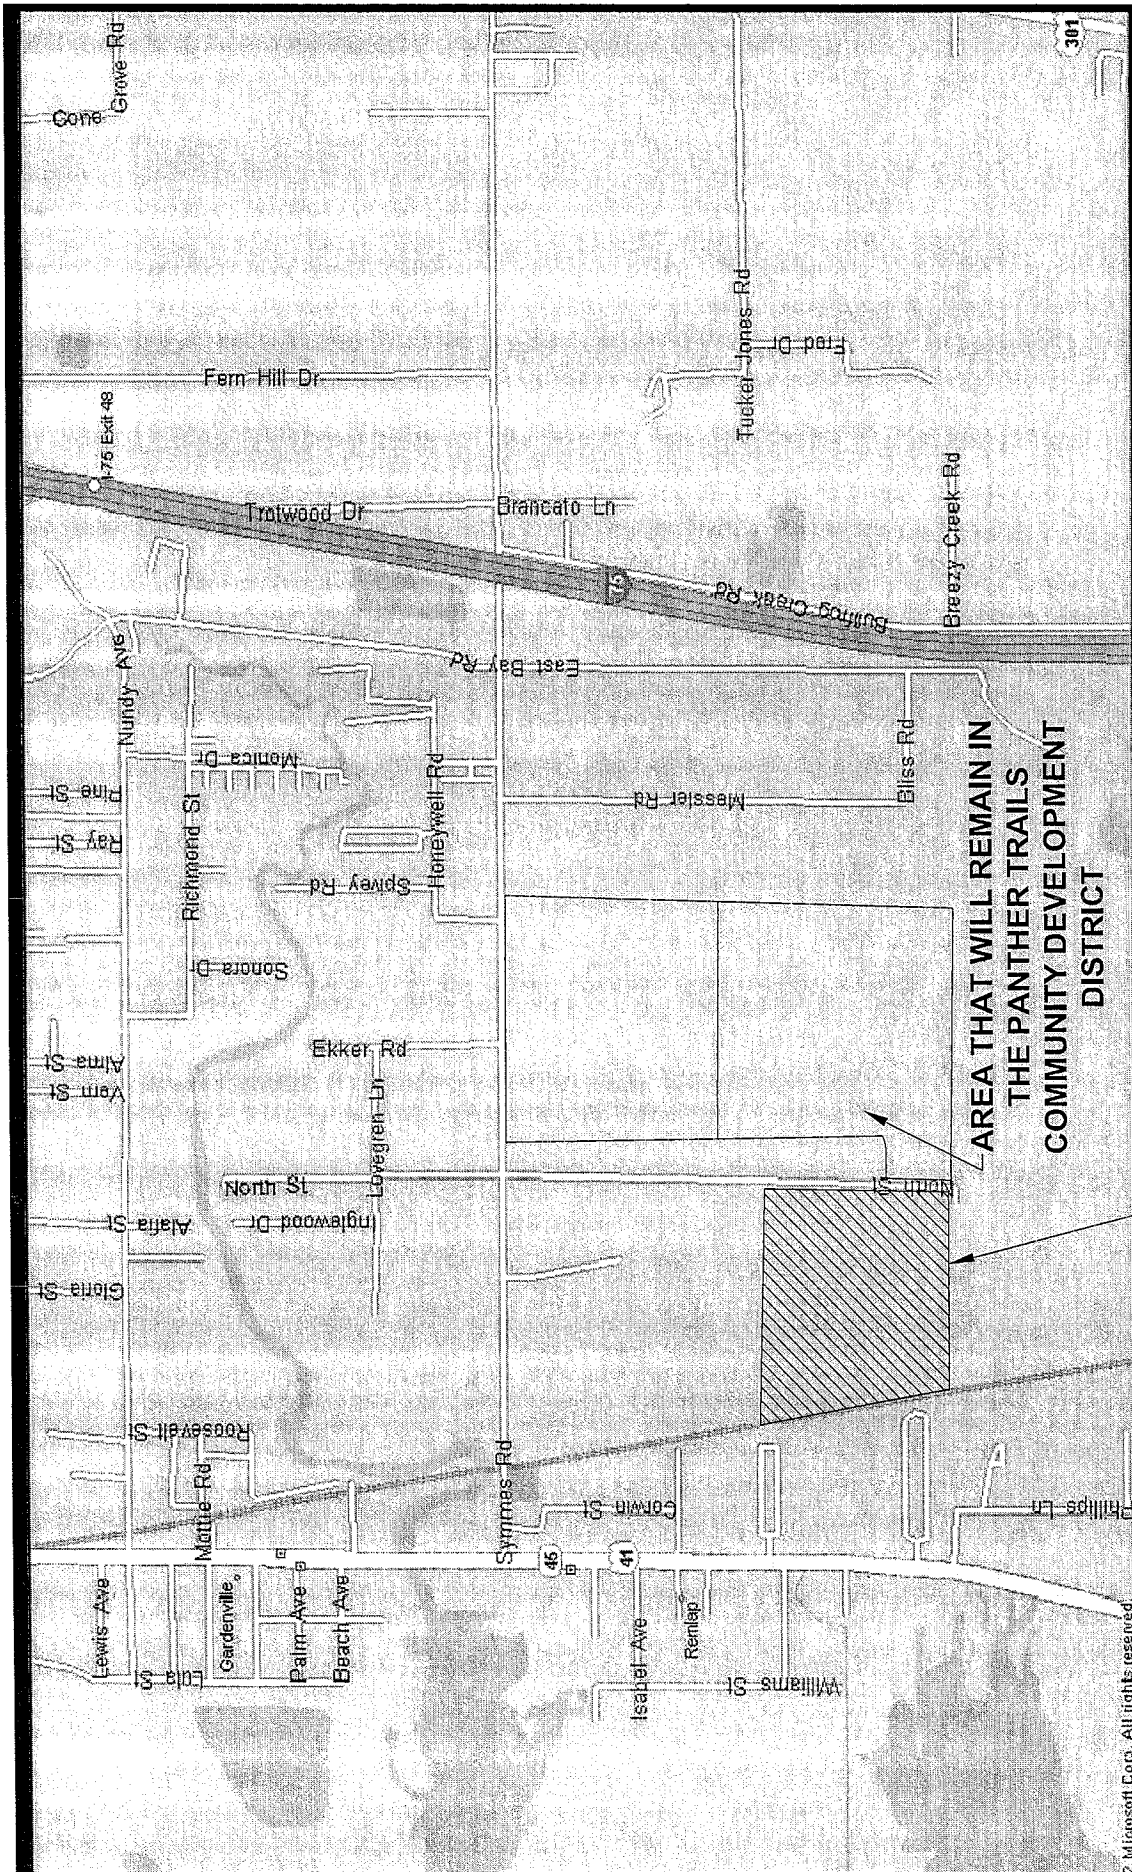 Grove Rd
Cone
301
Fern Hill Dr
Tucker Jones Rd
Fred Dr
I-75 Exit 48
Trotwood Dr
Brancato Ln
75
Bullfrog Creek Rd
Breezy Creek Rd
Nundy Ave
East Bay Rd
Pine St
Ray St
Monica Dr
Richmond St
Honeywell Rd
Spivey Rd
Messler Rd
Bliss Rd
Sonora Dr
AREA THAT WILL REMAIN IN
THE PANTHER TRAILS
COMMUNITY DEVELOPMENT
DISTRICT
Alma St
Vern St
Ekker Rd
Lovegren Ln
North St
North St
Alafia St
Inglewood Dr
Gloria St
Roosevelt St
Mottie Rd
Symmes Rd
Corwin St
Phillips Ln
45
41
Lewis Ave
Gardenville
Palm Ave
Beach Ave
Eula St
Isabel Ave
Remlap
Williams St
Microsoft Corp. All rights reserved.